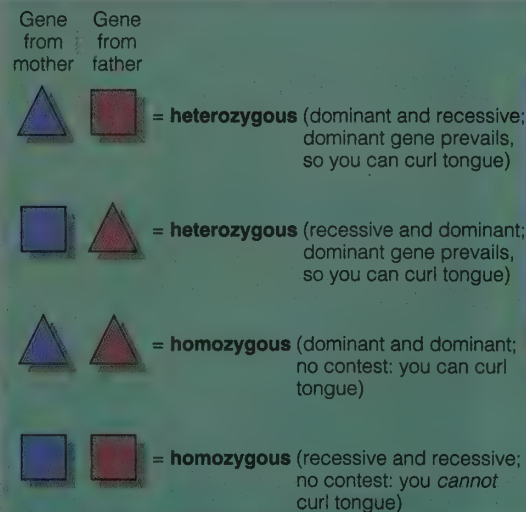 Gene Gene
from from
mother father
= heterozygous (dominant and recessive;
dominant gene prevails,
so you can curl tongue)
= heterozygous (recessive and dominant;
dominant gene prevails,
so you can curl tongue)
= homozygous (dominant and dominant;
no contest: you can curl
tongue)
= homozygous (recessive and recessive;
no contest: you cannot
curl tongue)